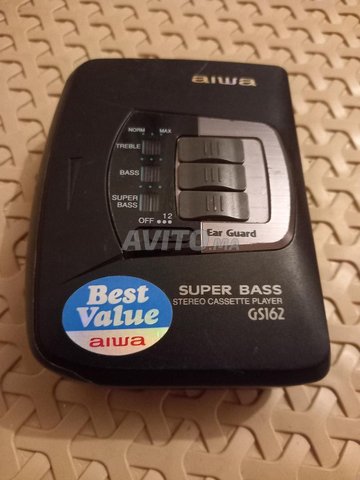 aiwa
NORM MAX
TREBLE
BASS
SUPER
BASS
OFF 1 2
Ear Guard
AVITO.MA
SUPER BASS
STEREO CASSETTE PLAYER
GS162
Best
Value
aiwa